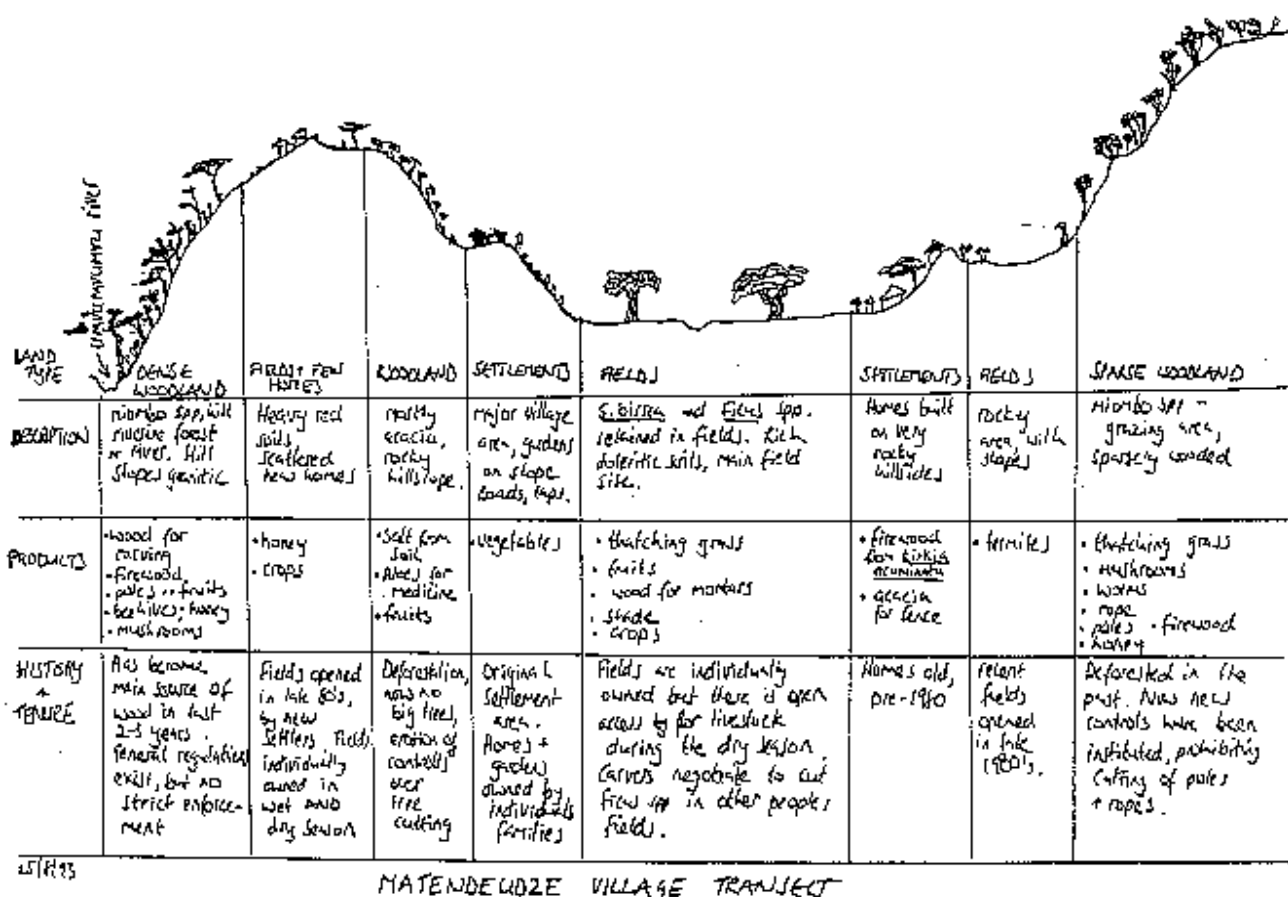 RIVER
LAND
TYPE
DENSE
WOODLAND
FIELDS + FEW
HOMES
WOODLAND
SETTLEMENTS
FIELDS
SETTLEMENTS
FIELDS
SPARSE WOODLAND
DESCRIPTION
Miombo spp, hill
riverine forest
river. Hill
slopes granitic
Heavy red
soils,
scattered
new homes
Mostly
acacia,
rocky
hillslope.
Major village
area, gardens
on slope
roads, taps.
S. birrea and Ficus spp.
retained in fields. Rich
doleritic soils, main field
site.
Homes built
on very
rocky
hillsides
rocky
area, with
slopes
Miombo spp -
grazing area,
sparsely wooded
PRODUCTS
• wood for
carving
• firewood
• poles • fruits
• beehives, honey
• mushrooms
• honey
• crops
• Salt from
soil
• Aloes for
medicine
• fruits
• vegetables
• thatching grass
• fruits
• wood for mortars
• shade
• crops
• firewood
from Kirkia
acuminata
• acacia
for fence
• termites
• thatching grass
• mushrooms
• worms
• rope
• poles • firewood
• honey
HISTORY
+
TENURE
Has become
main source of
wood in last
2-3 years.
General regulations
exist, but no
strict enforce-
ment
Fields opened
in late 80's,
by new
settlers. Fields
individually
owned in
wet AND
dry season
Deforestation,
now no
big trees,
erosion of
controls
over
tree
cutting
Original
settlement
area.
Homes +
gardens
owned by
individuals
families
Fields are individually
owned but there is open
access by for livestock
during the dry season.
Carvers negotiate to cut
Ficus spp in other peoples
fields.
Homes old,
pre-1980
recent
fields
opened
in late
1980's.
Deforested in the
past. Now new
controls have been
instituted, prohibiting
cutting of poles
+ ropes.
MATENDEUDZE VILLAGE TRANSECT